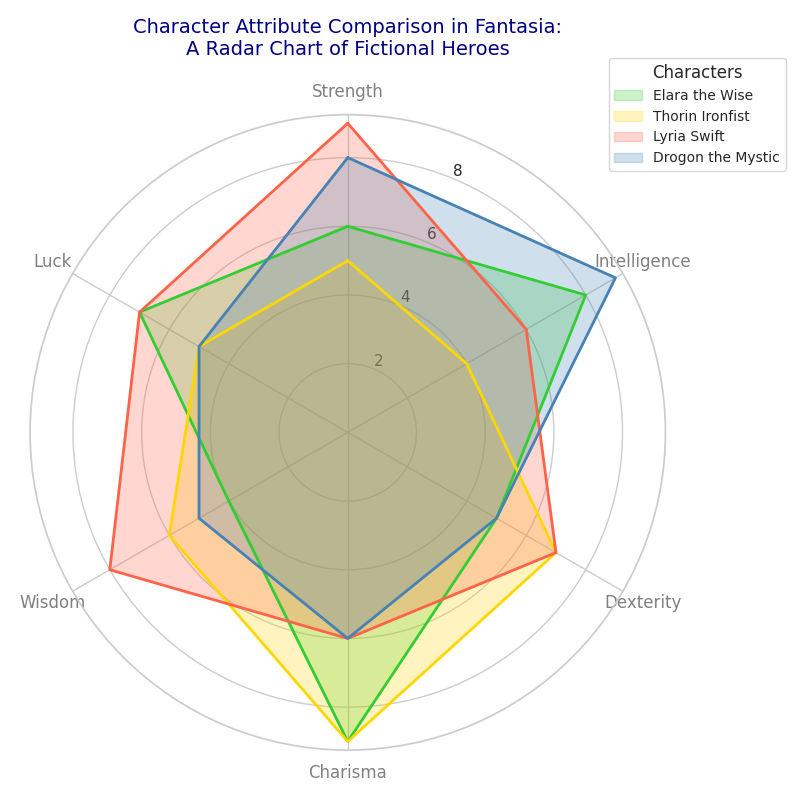 Character Attribute Comparison in Fantasia:
A Radar Chart of Fictional Heroes
Characters
Elara the Wise
Thorin Ironfist
Lyria Swift
Drogon the Mystic
Strength
Intelligence
Dexterity
Charisma
Wisdom
Luck
2
4
6
8